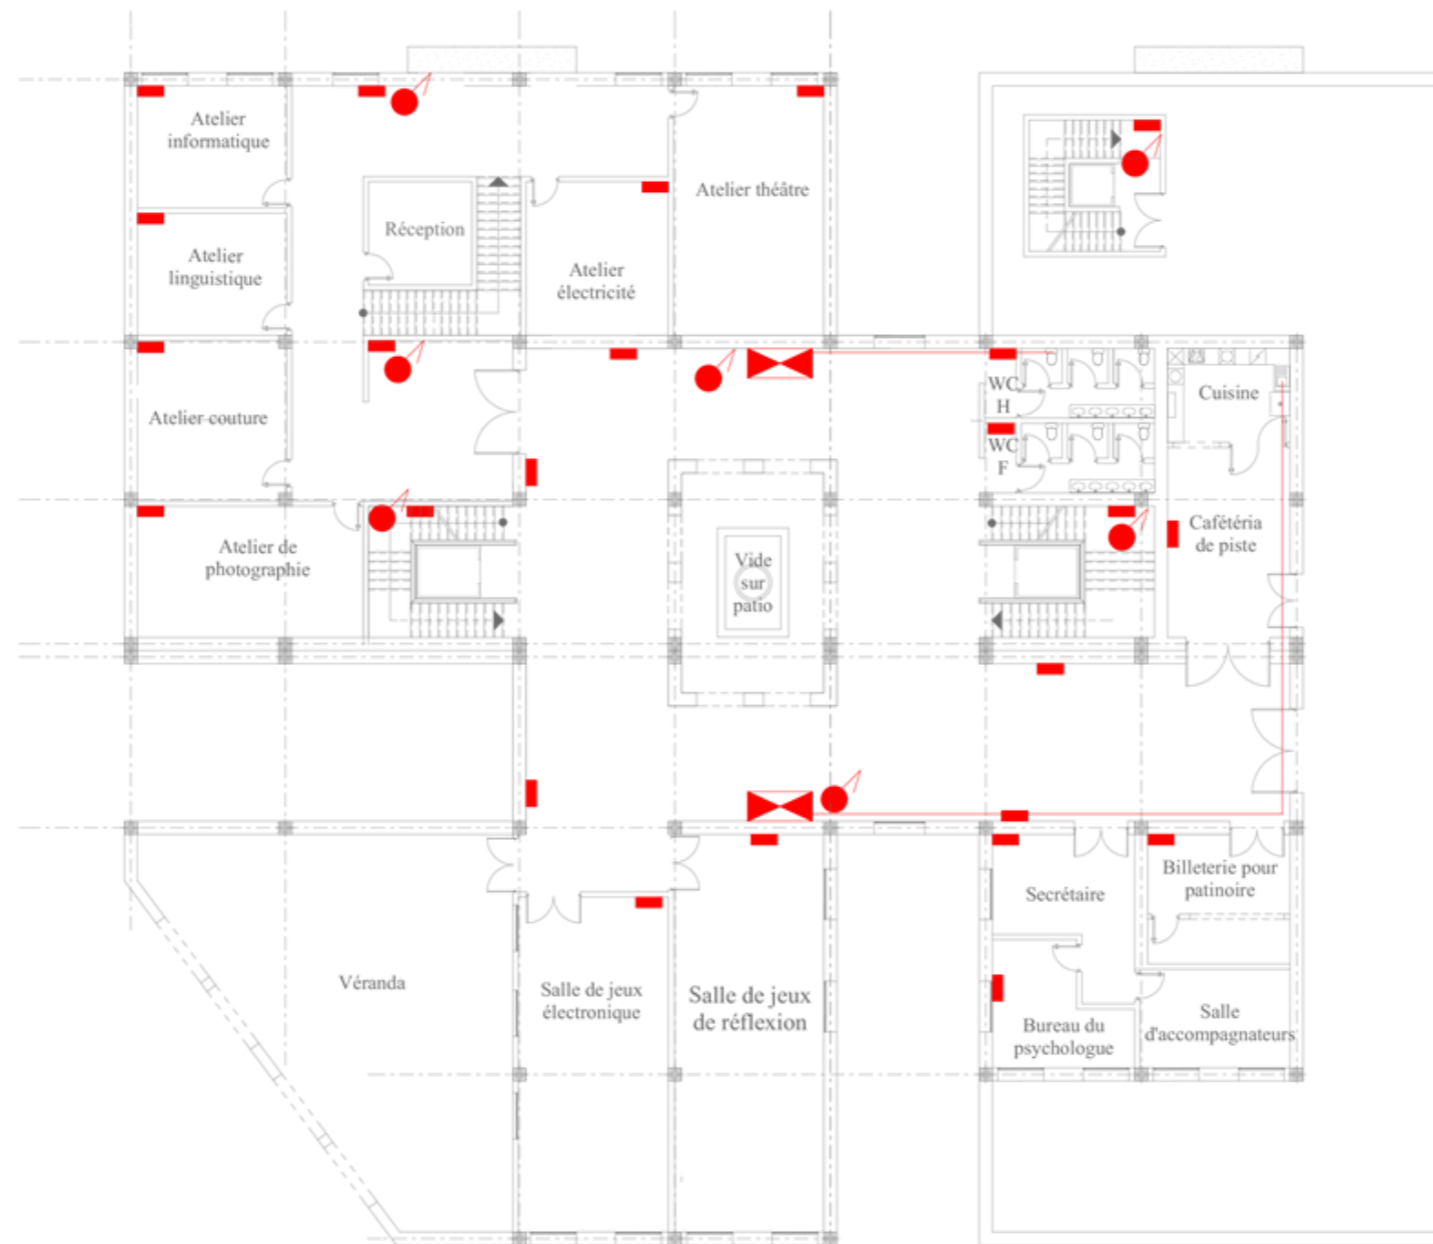 Atelier
informatique
Atelier théâtre
Réception
Atelier
linguistique
Atelier
électricité
WC
H
Cuisine
Atelier couture
WC
F
Cafétéria
de piste
Atelier de
photographie
Vide
sur
patio
Billeterie pour
patinoire
Secrétaire
Véranda
Salle de jeux
électronique
Salle de jeux
de réflexion
Bureau du
psychologue
Salle
d'accompagnateurs